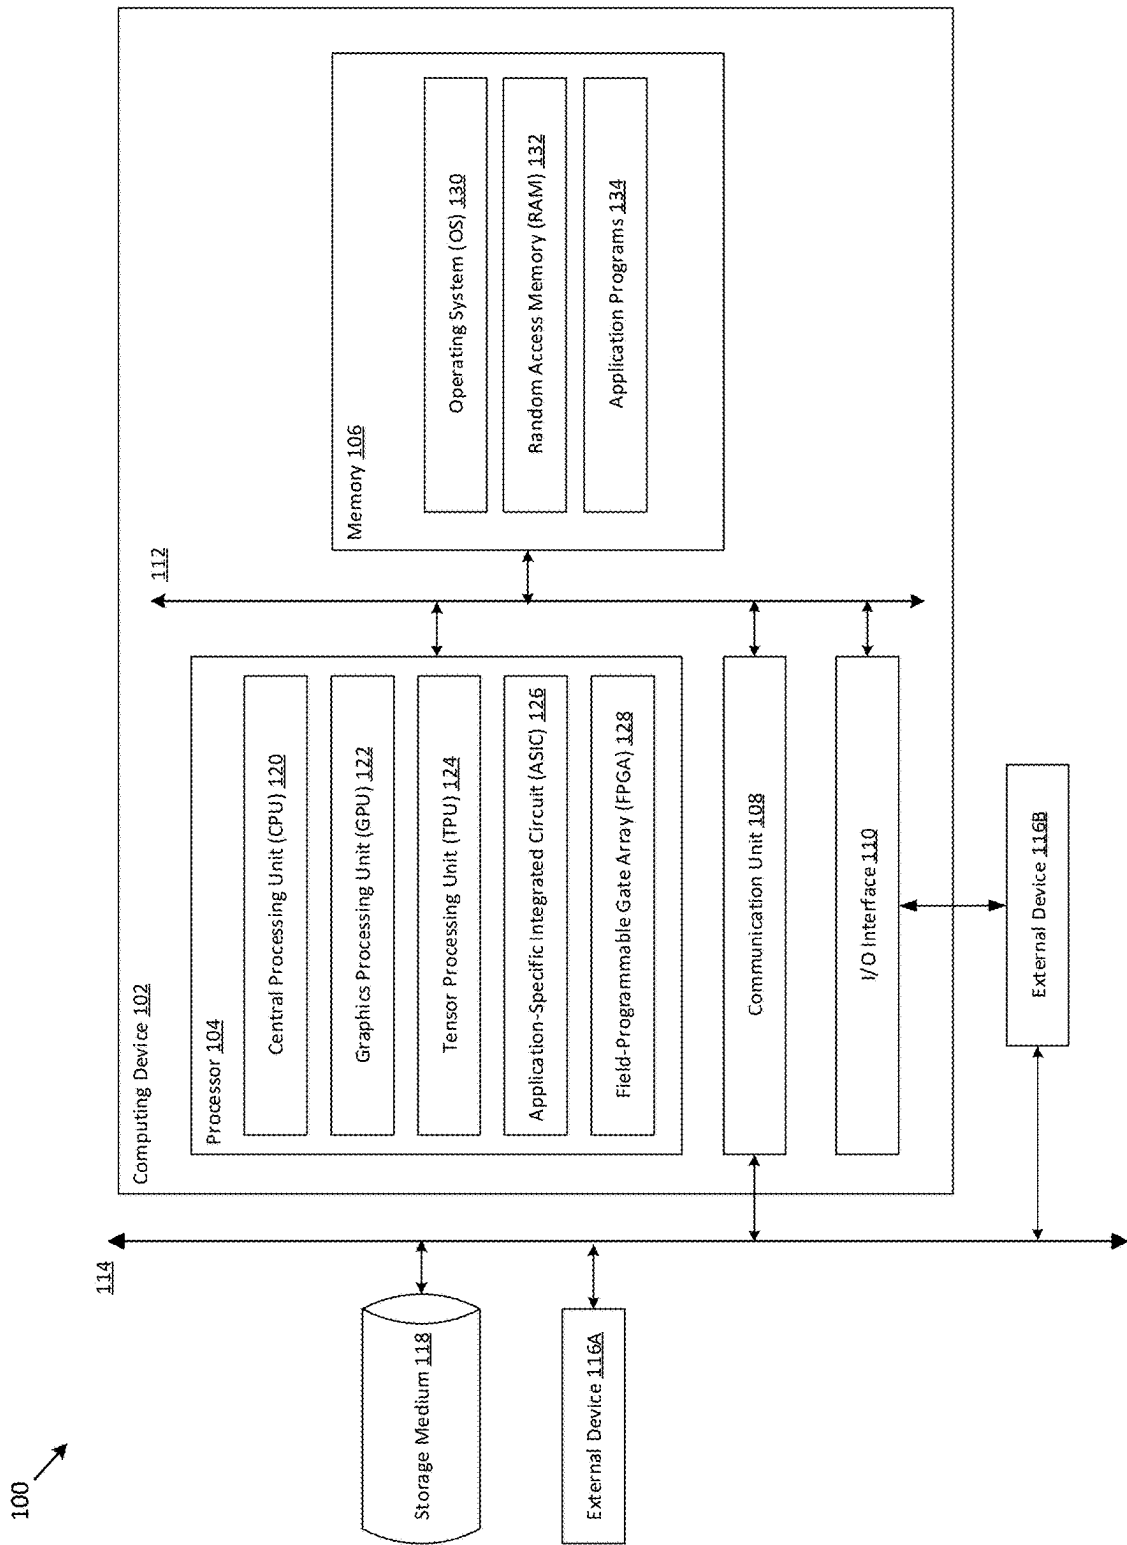 100
114
Storage Medium 118
External Device 116A
Computing Device 102
Processor 104
Central Processing Unit (CPU) 120
Graphics Processing Unit (GPU) 122
Tensor Processing Unit (TPU) 124
Application-Specific Integrated Circuit (ASIC) 126
Field-Programmable Gate Array (FPGA) 128
Communication Unit 108
I/O Interface 110
External Device 116B
112
Memory 106
Operating System (OS) 130
Random Access Memory (RAM) 132
Application Programs 134